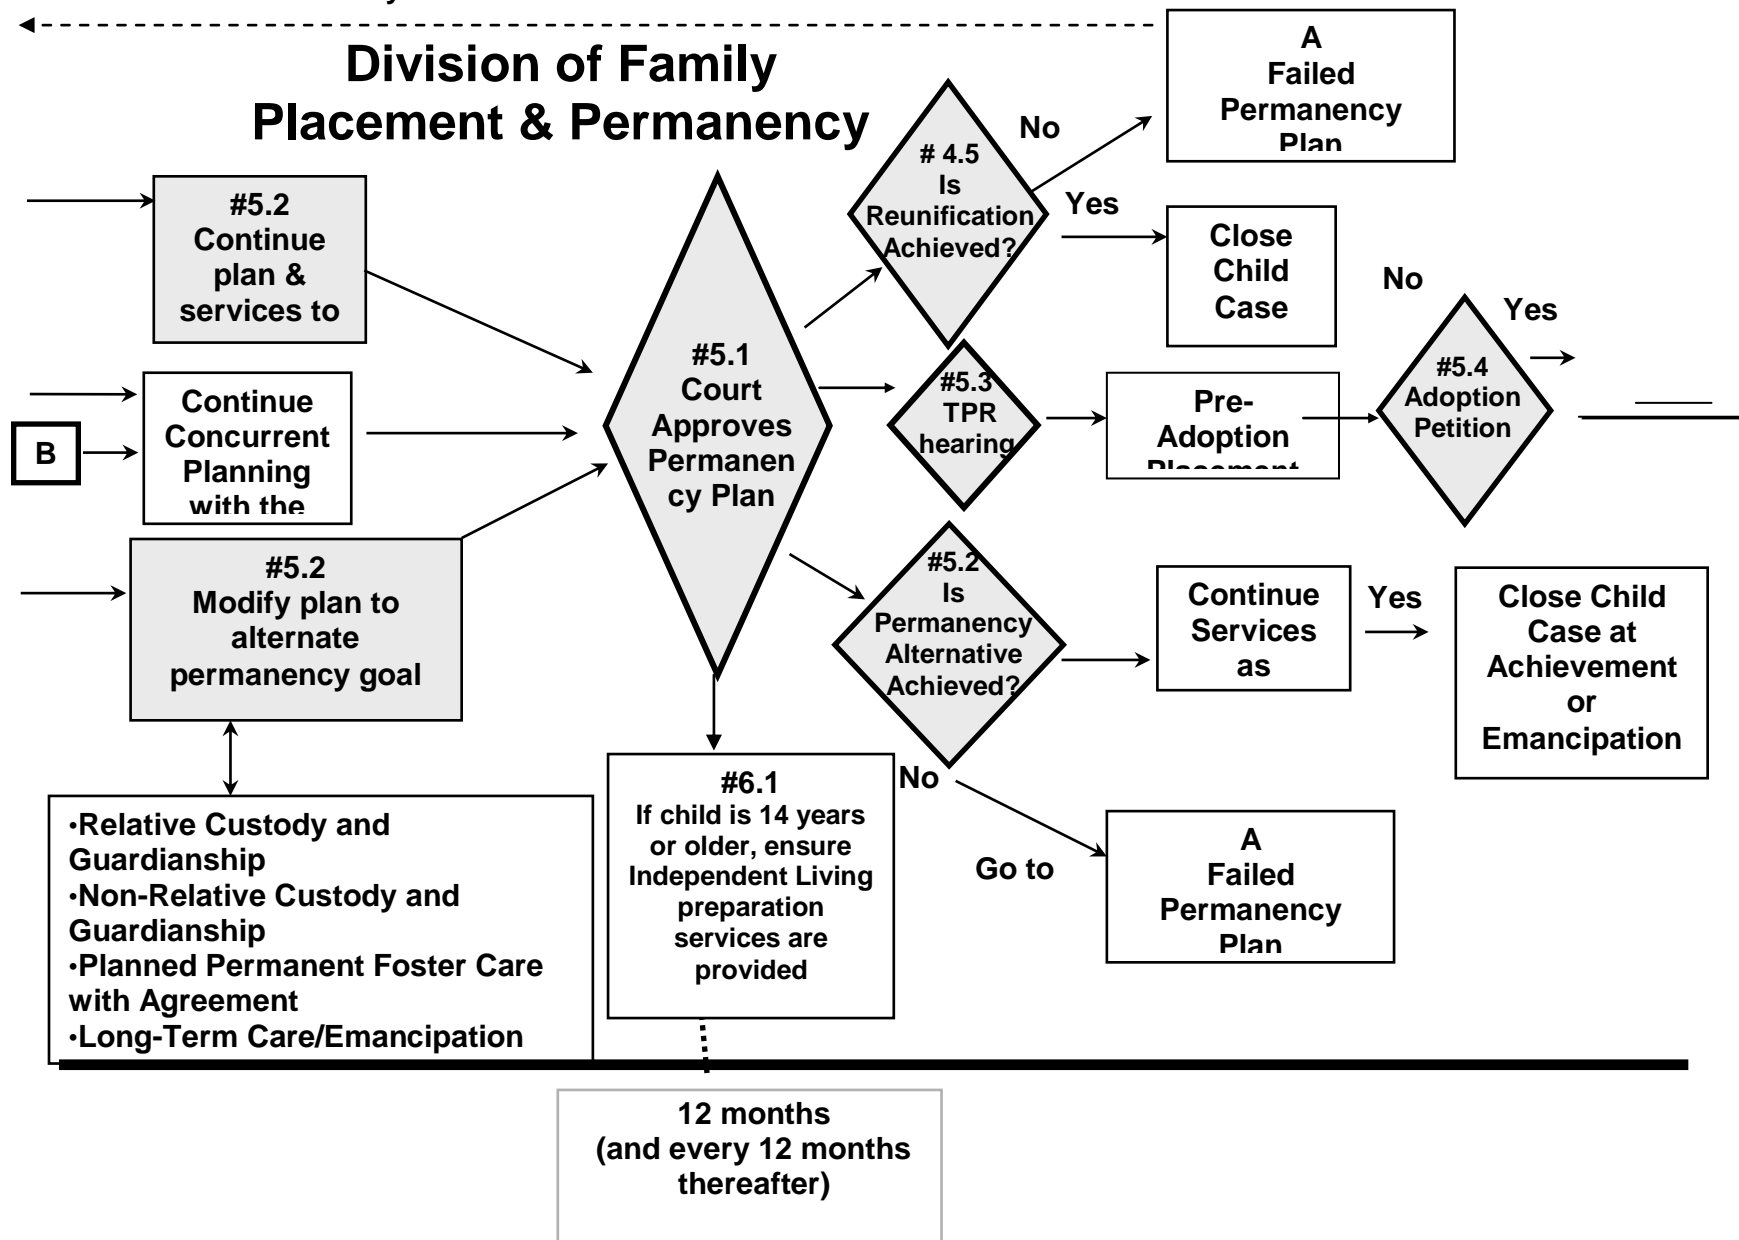 Division of Family
Placement & Permanency
A
Failed
Permanency
Plan
# 4.5
Is
Reunification
Achieved?
No
Yes
Close
Child
Case
#5.2
Continue
plan &
services to
Continue
Concurrent
Planning
with the
B
#5.2
Modify plan to
alternate
permanency goal
#5.1
Court
Approves
Permanen
cy Plan
#5.3
TPR
hearing
Pre-
Adoption
Placement
No
Yes
#5.4
Adoption
Petition
#5.2
Is
Permanency
Alternative
Achieved?
Continue
Services
as
Yes
Close Child
Case at
Achievement
or
Emancipation
No
Go to
A
Failed
Permanency
Plan
#6.1
If child is 14 years
or older, ensure
Independent Living
preparation
services are
provided
•Relative Custody and
Guardianship
•Non-Relative Custody and
Guardianship
•Planned Permanent Foster Care
with Agreement
•Long-Term Care/Emancipation
12 months
(and every 12 months
thereafter)